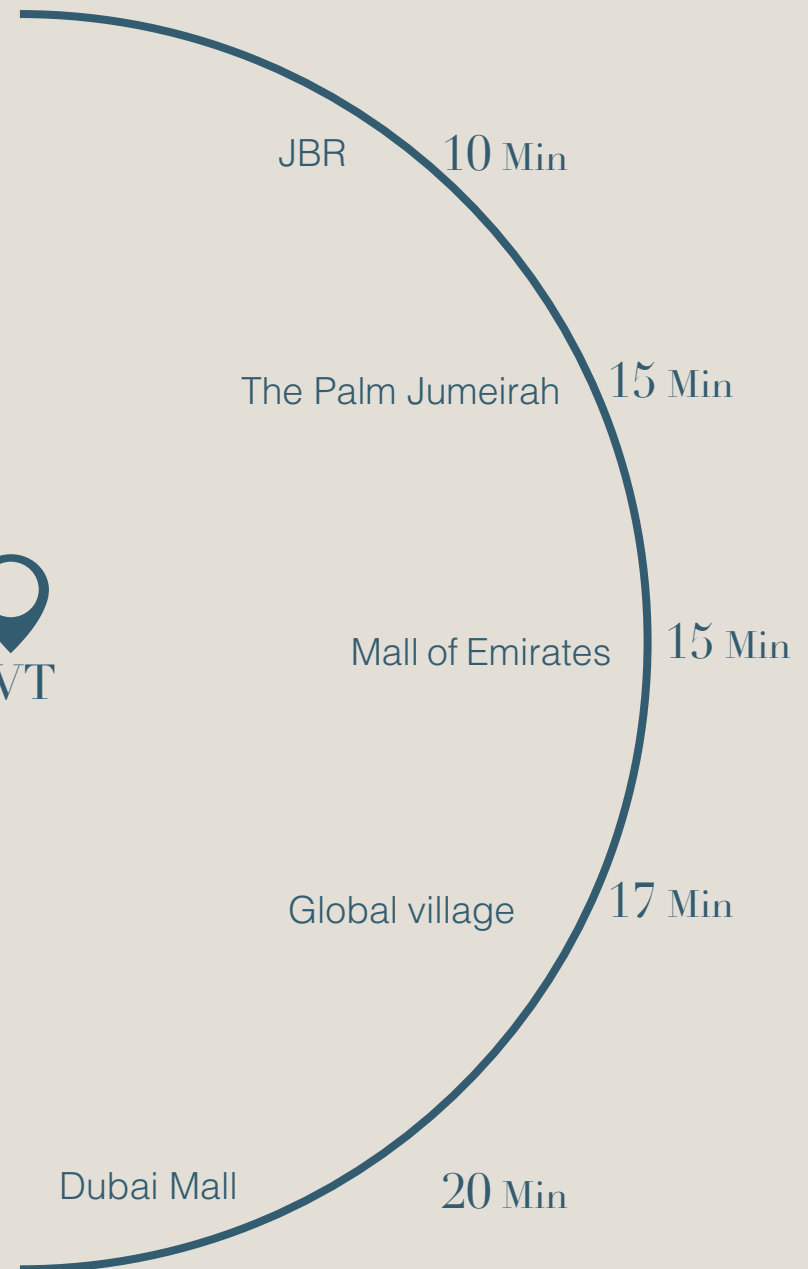 JBR 10 Min
The Palm Jumeirah 15 Min
Mall of Emirates 15 Min
VT
Global village 17 Min
Dubai Mall 20 Min